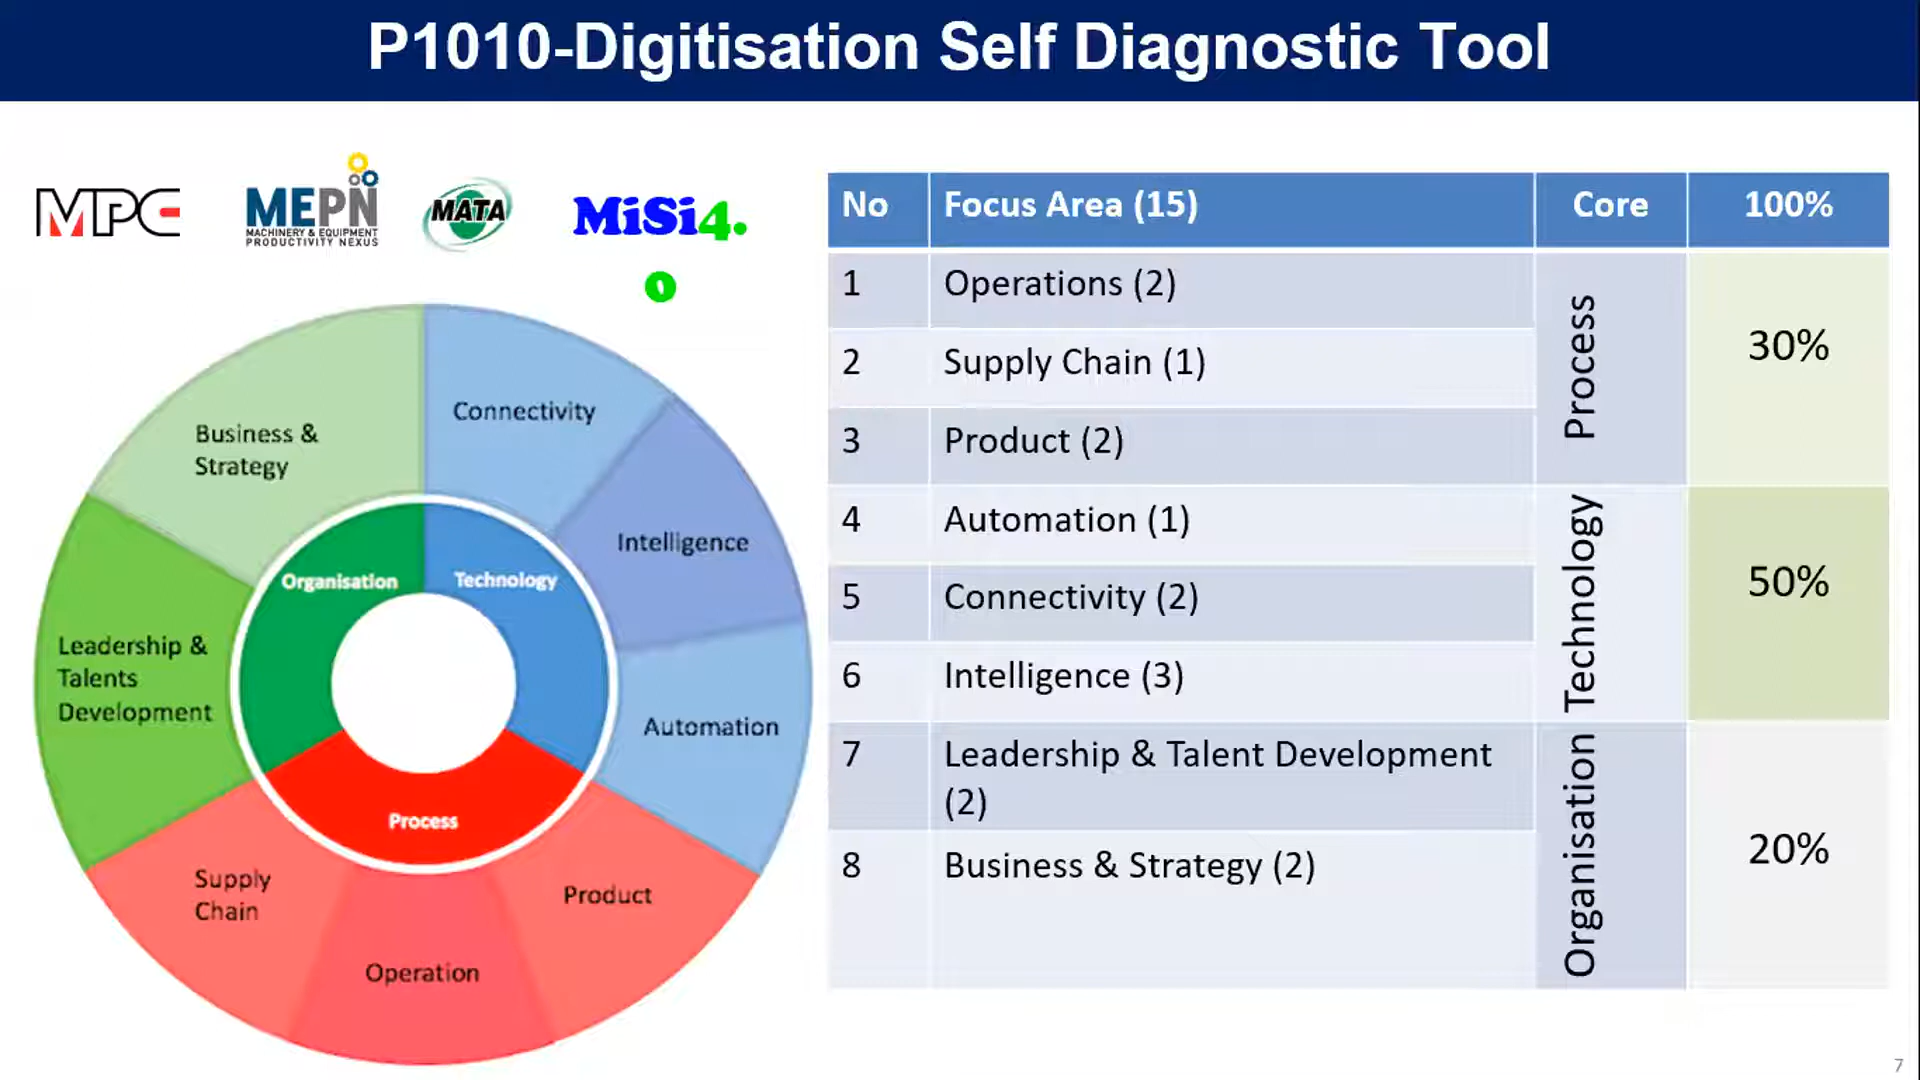 P1010-Digitisation Self Diagnostic Tool
MPC
MEPN
MACHINERY & EQUIPMENT
PRODUCTIVITY NEXUS
MATA
MiSi4.
0
Business &
Strategy
Connectivity
Intelligence
Organisation
Technology
Leadership &
Talents
Development
Automation
Process
Supply
Chain
Product
Operation
No Focus Area (15) Core 100%
1 Operations (2)
2 Supply Chain (1)
3 Product (2)
Process
30%
4 Automation (1)
5 Connectivity (2)
6 Intelligence (3)
Technology
50%
7 Leadership & Talent Development
(2)
8 Business & Strategy (2)
Organisation
20%
7